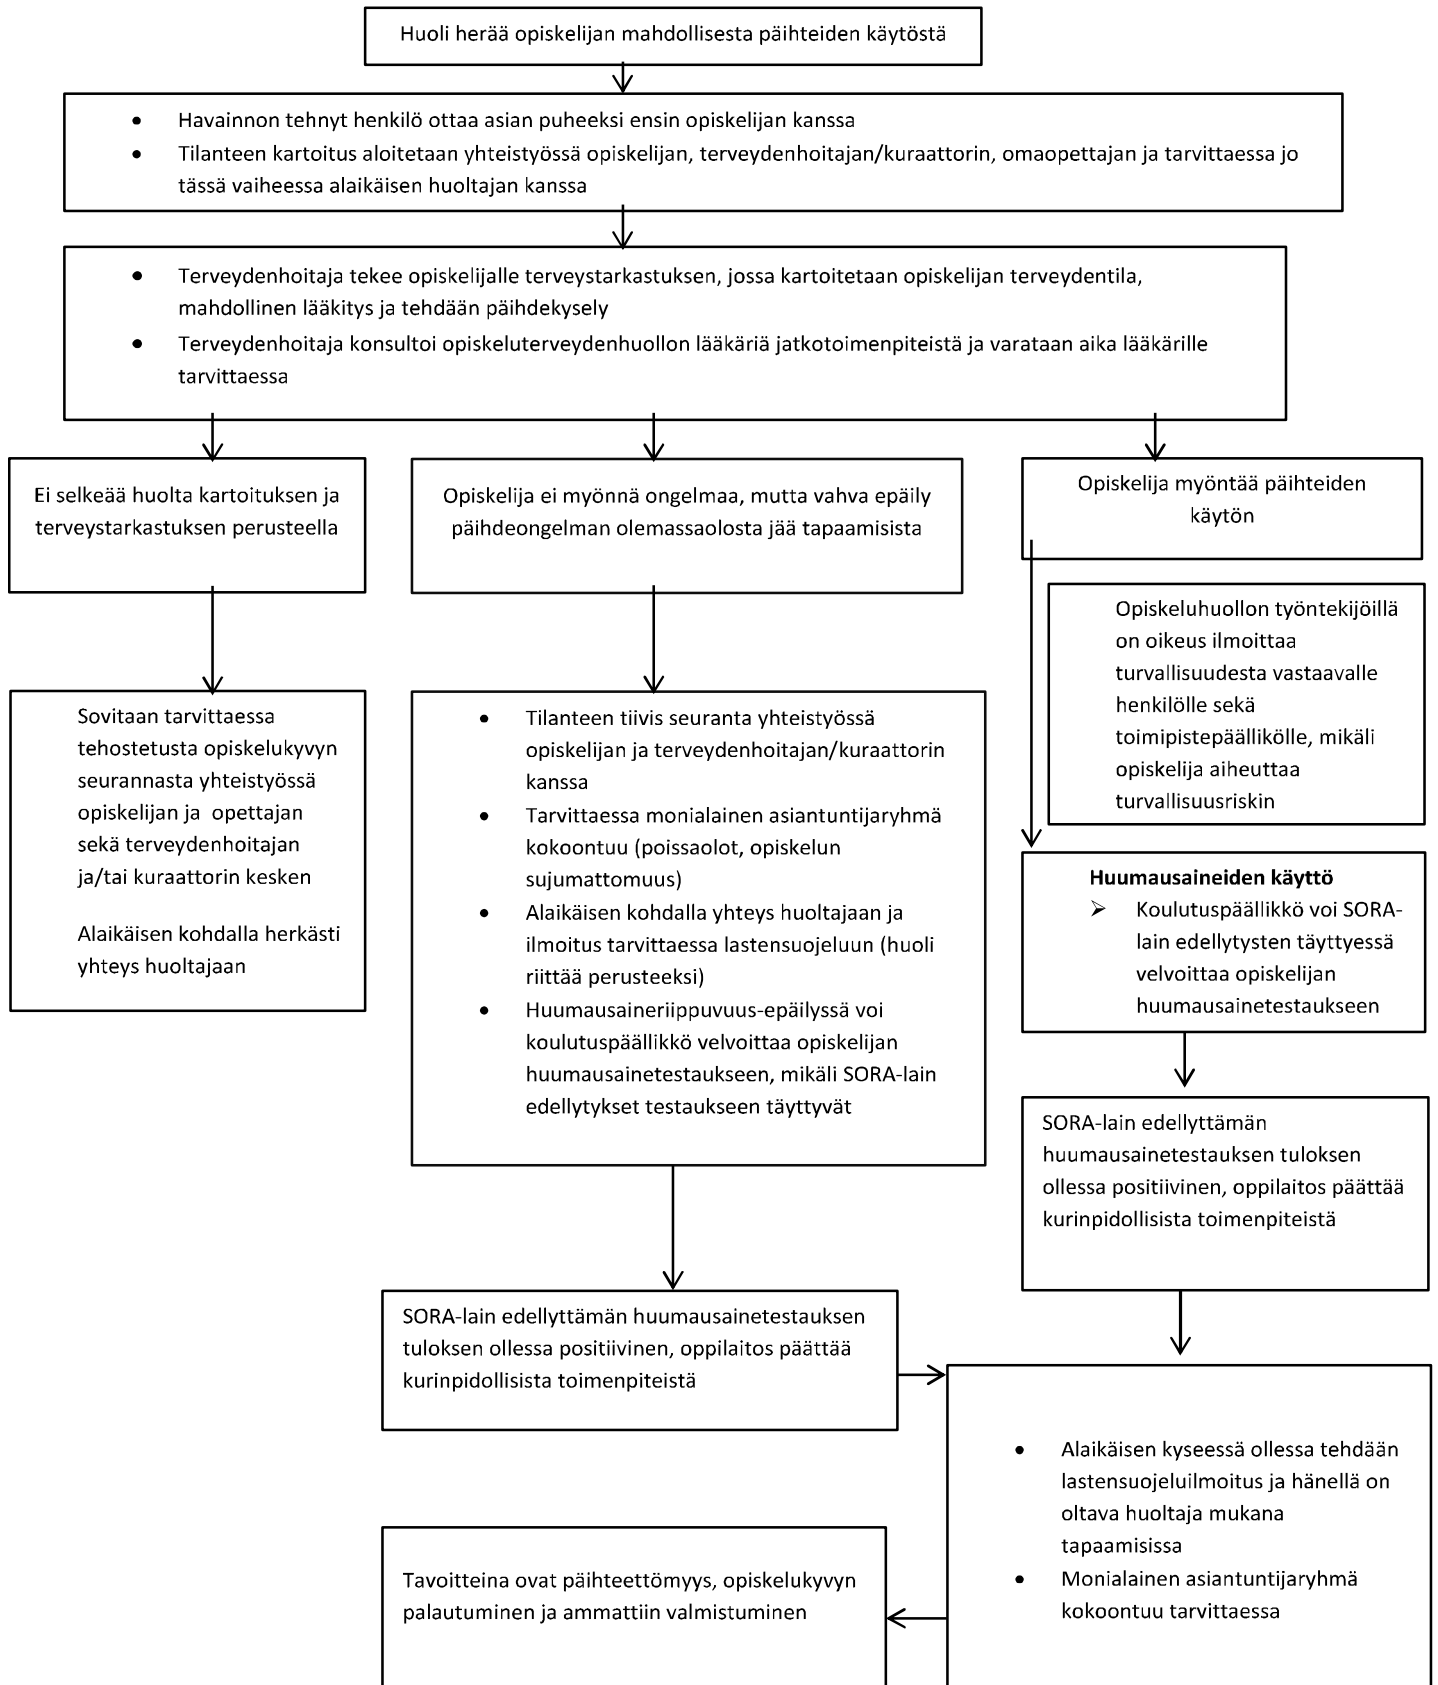 Huoli herää opiskelijan mahdollisesta päihteiden käytöstä
• Havainnon tehnyt henkilö ottaa asian puheeksi ensin opiskelijan kanssa
• Tilanteen kartoitus aloitetaan yhteistyössä opiskelijan, terveydenhoitajan/kuraattorin, omaopettajan ja tarvittaessa jo
tässä vaiheessa alaikäisen huoltajan kanssa
• Terveydenhoitaja tekee opiskelijalle terveystarkastuksen, jossa kartoitetaan opiskelijan terveydentila,
mahdollinen lääkitys ja tehdään päihdekysely
• Terveydenhoitaja konsultoi opiskeluterveydenhuollon lääkäriä jatkotoimenpiteistä ja varataan aika lääkärille
tarvittaessa
Ei selkeää huolta kartoituksen ja
terveystarkastuksen perusteella
Opiskelija ei myönnä ongelmaa, mutta vahva epäily
päihdeongelman olemassaolosta jää tapaamisista
Opiskelija myöntää päihteiden
käytön
Opiskeluhuollon työntekijöillä
on oikeus ilmoittaa
turvallisuudesta vastaavalle
henkilölle sekä
toimipistepäällikölle, mikäli
opiskelija aiheuttaa
turvallisuusriskin
Sovitaan tarvittaessa
tehostetusta opiskelukyvyn
seurannasta yhteistyössä
opiskelijan ja opettajan
sekä terveydenhoitajan
ja/tai kuraattorin kesken
Alaikäisen kohdalla herkästi
yhteys huoltajaan
• Tilanteen tiivis seuranta yhteistyössä
opiskelijan ja terveydenhoitajan/kuraattorin
kanssa
• Tarvittaessa monialainen asiantuntijaryhmä
kokoontuu (poissaolot, opiskelun
sujumattomuus)
• Alaikäisen kohdalla yhteys huoltajaan ja
ilmoitus tarvittaessa lastensuojeluun (huoli
riittää perusteeksi)
• Huumausaineriippuvuus-epäilyssä voi
koulutuspäällikkö velvoittaa opiskelijan
huumausainetestaukseen, mikäli SORA-lain
edellytykset testaukseen täyttyvät
Huumausaineiden käyttö
➢ Koulutuspäällikkö voi SORA-
lain edellytysten täyttyessä
velvoittaa opiskelijan
huumausainetestaukseen
SORA-lain edellyttämän
huumausainetestauksen tuloksen
ollessa positiivinen, oppilaitos päättää
kurinpidollisista toimenpiteistä
SORA-lain edellyttämän huumausainetestauksen
tuloksen ollessa positiivinen, oppilaitos päättää
kurinpidollisista toimenpiteistä
• Alaikäisen kyseessä ollessa tehdään
lastensuojeluilmoitus ja hänellä on
oltava huoltaja mukana
tapaamisissa
• Monialainen asiantuntijaryhmä
kokoontuu tarvittaessa
Tavoitteina ovat päihteettömyys, opiskelukyvyn
palautuminen ja ammattiin valmistuminen